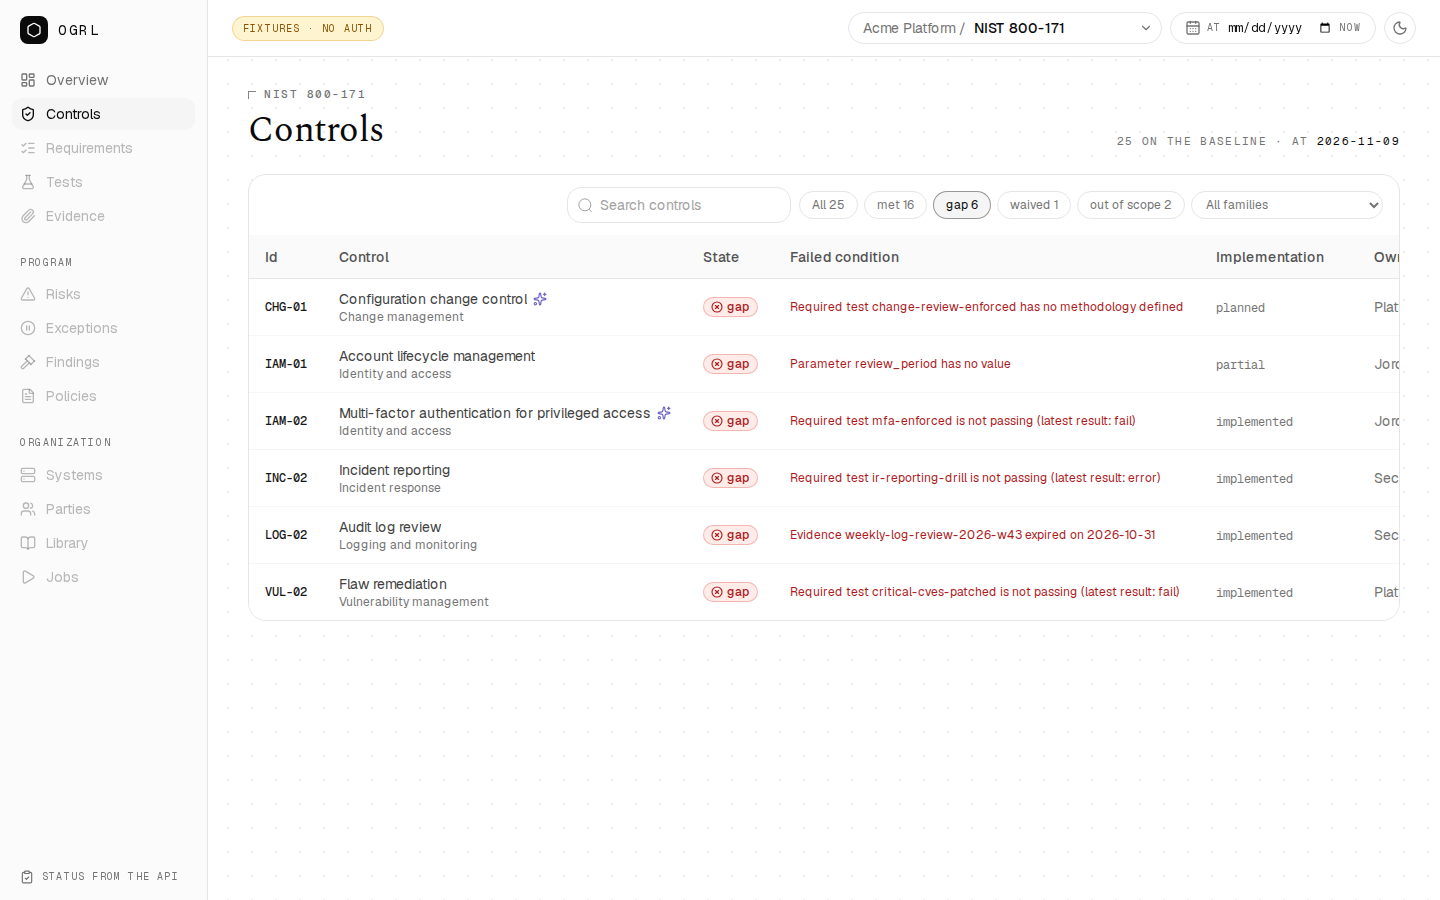 OGRL
FIXTURES · NO AUTH
Acme Platform / NIST 800-171
AT mm/dd/yyyy NOW
Overview
Controls
Requirements
Tests
Evidence
PROGRAM
Risks
Exceptions
Findings
Policies
ORGANIZATION
Systems
Parties
Library
Jobs
STATUS FROM THE API
NIST 800-171
Controls
25 ON THE BASELINE · AT 2026-11-09
Search controls
All 25
met 16
gap 6
waived 1
out of scope 2
All families
Id Control State Failed condition Implementation Own
CHG-01 Configuration change control gap Required test change-review-enforced has no methodology defined planned Plat
Change management
IAM-01 Account lifecycle management gap Parameter review_period has no value partial Jord
Identity and access
IAM-02 Multi-factor authentication for privileged access gap Required test mfa-enforced is not passing (latest result: fail) implemented Jord
Identity and access
INC-02 Incident reporting gap Required test ir-reporting-drill is not passing (latest result: error) implemented Sec
Incident response
LOG-02 Audit log review gap Evidence weekly-log-review-2026-w43 expired on 2026-10-31 implemented Sec
Logging and monitoring
VUL-02 Flaw remediation gap Required test critical-cves-patched is not passing (latest result: fail) implemented Plat
Vulnerability management